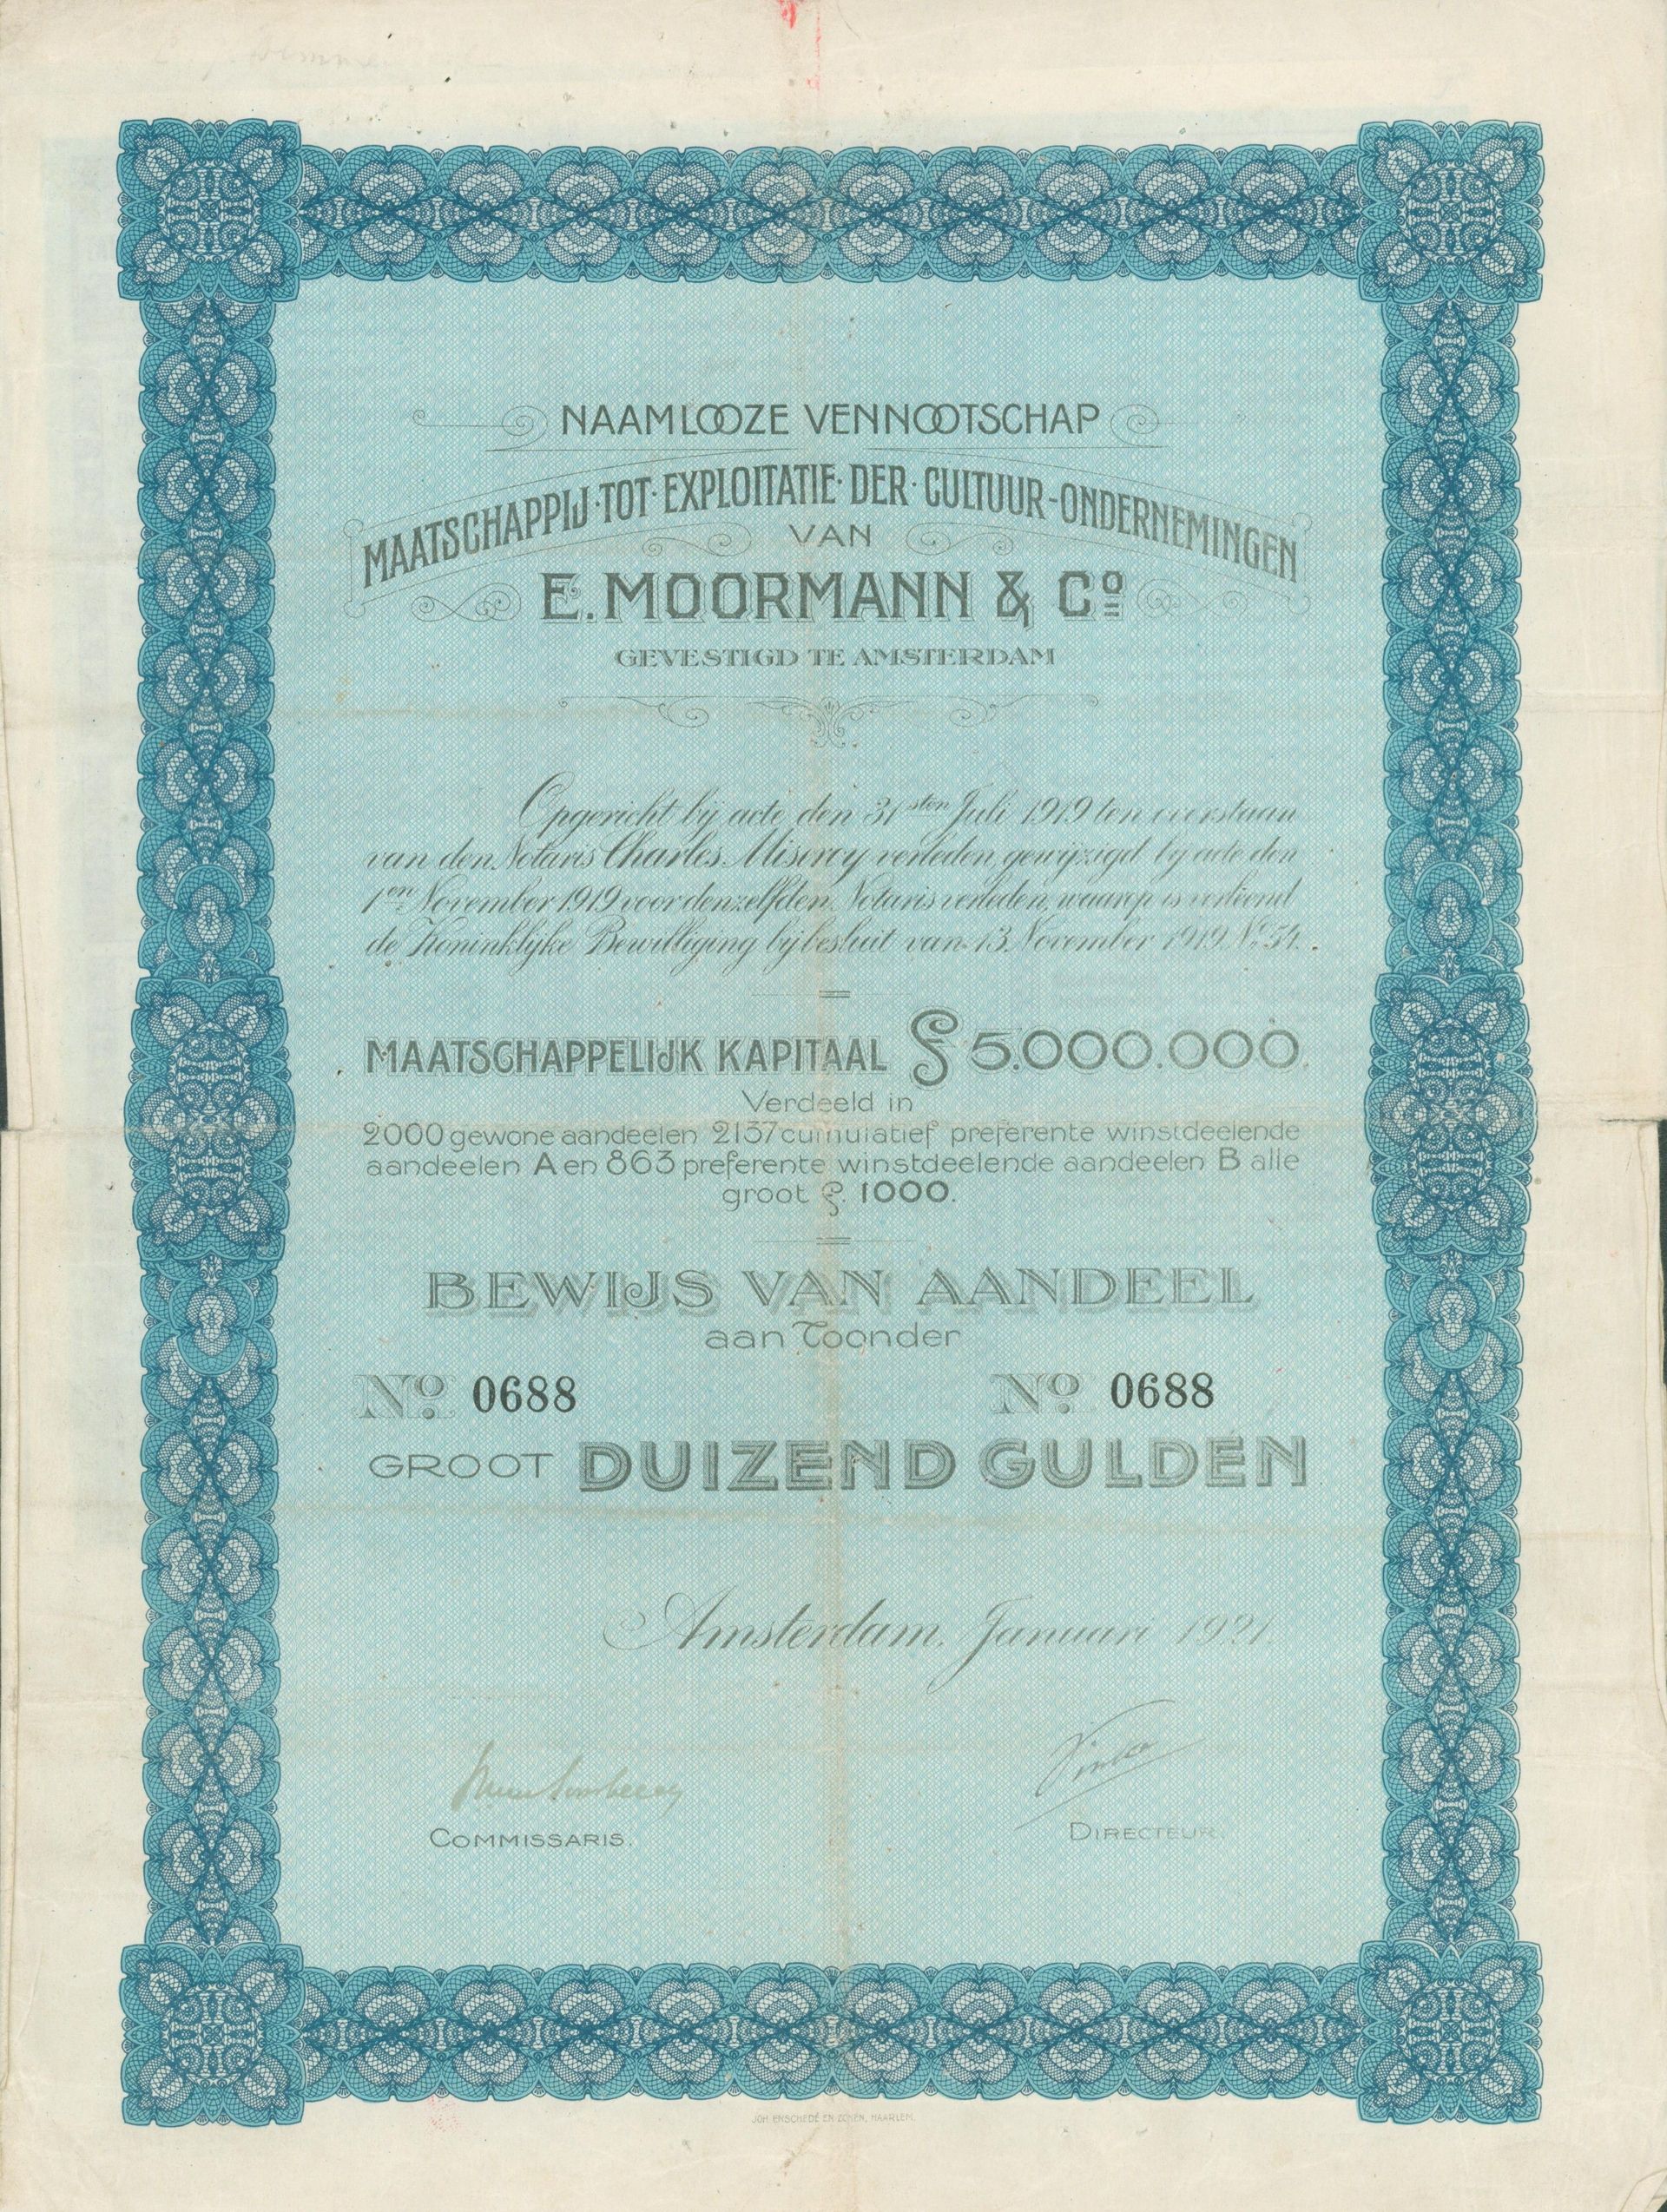 NAAMLOOZE VENNOOTSCHAP
MAATSCHAPPIJ·TOT·EXPLOITATIE·DER·CULTUUR-ONDERNEMINGEN
VAN
E. MOORMANN & Cº
GEVESTIGD TE AMSTERDAM
Opgericht bij acte den 31sten Juli 1919 ten overstaan
van den Notaris Charles Miseroy verleden, gewijzigd bij acte den
1en November 1919 voor denzelfden Notaris verleden, waarop is verleend
de Koninklijke Bewilliging bij besluit van 13 November 1919 Nº 54.
MAATSCHAPPELIJK KAPITAAL ƒ 5.000.000.
Verdeeld in
2000 gewone aandeelen 2137 cumulatief preferente winstdeelende
aandeelen A en 863 preferente winstdeelende aandeelen B alle
groot ƒ. 1000.
BEWIJS VAN AANDEEL
aan Toonder
Nº. 0688 Nº. 0688
GROOT DUIZEND GULDEN
Amsterdam, Januari 1921.
COMMISSARIS. DIRECTEUR.
JOH. ENSCHEDÉ EN ZONEN, HAARLEM.